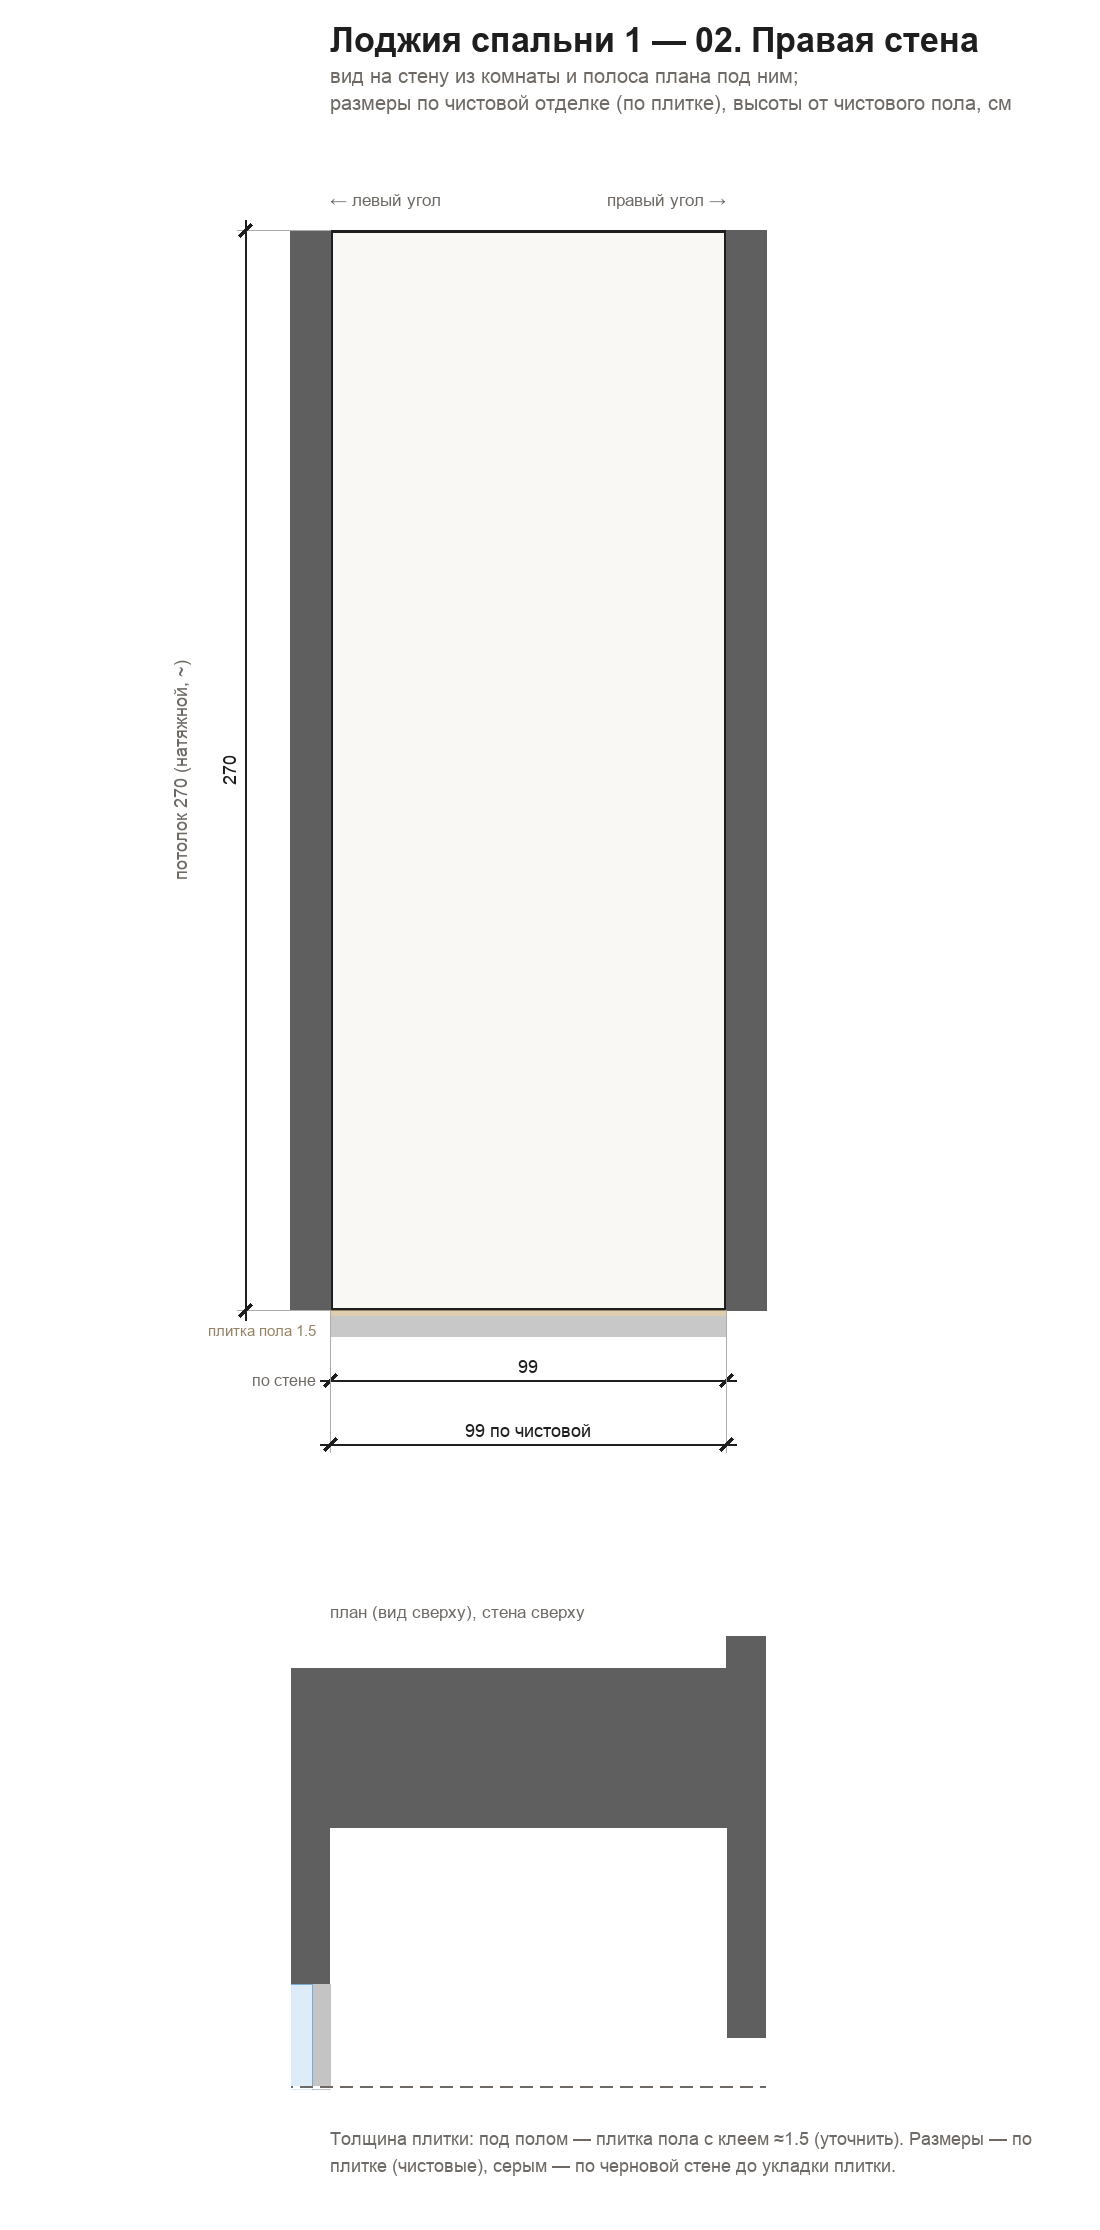 Лоджия спальни 1 — 02. Правая стена
вид на стену из комнаты и полоса плана под ним;
размеры по чистовой отделке (по плитке), высоты от чистового пола, см
← левый угол
правый угол →
потолок 270 (натяжной, ~)
270
плитка пола 1.5
99
по стене
99 по чистовой
план (вид сверху), стена сверху
Толщина плитки: под полом — плитка пола с клеем ≈1.5 (уточнить). Размеры — по
плитке (чистовые), серым — по черновой стене до укладки плитки.